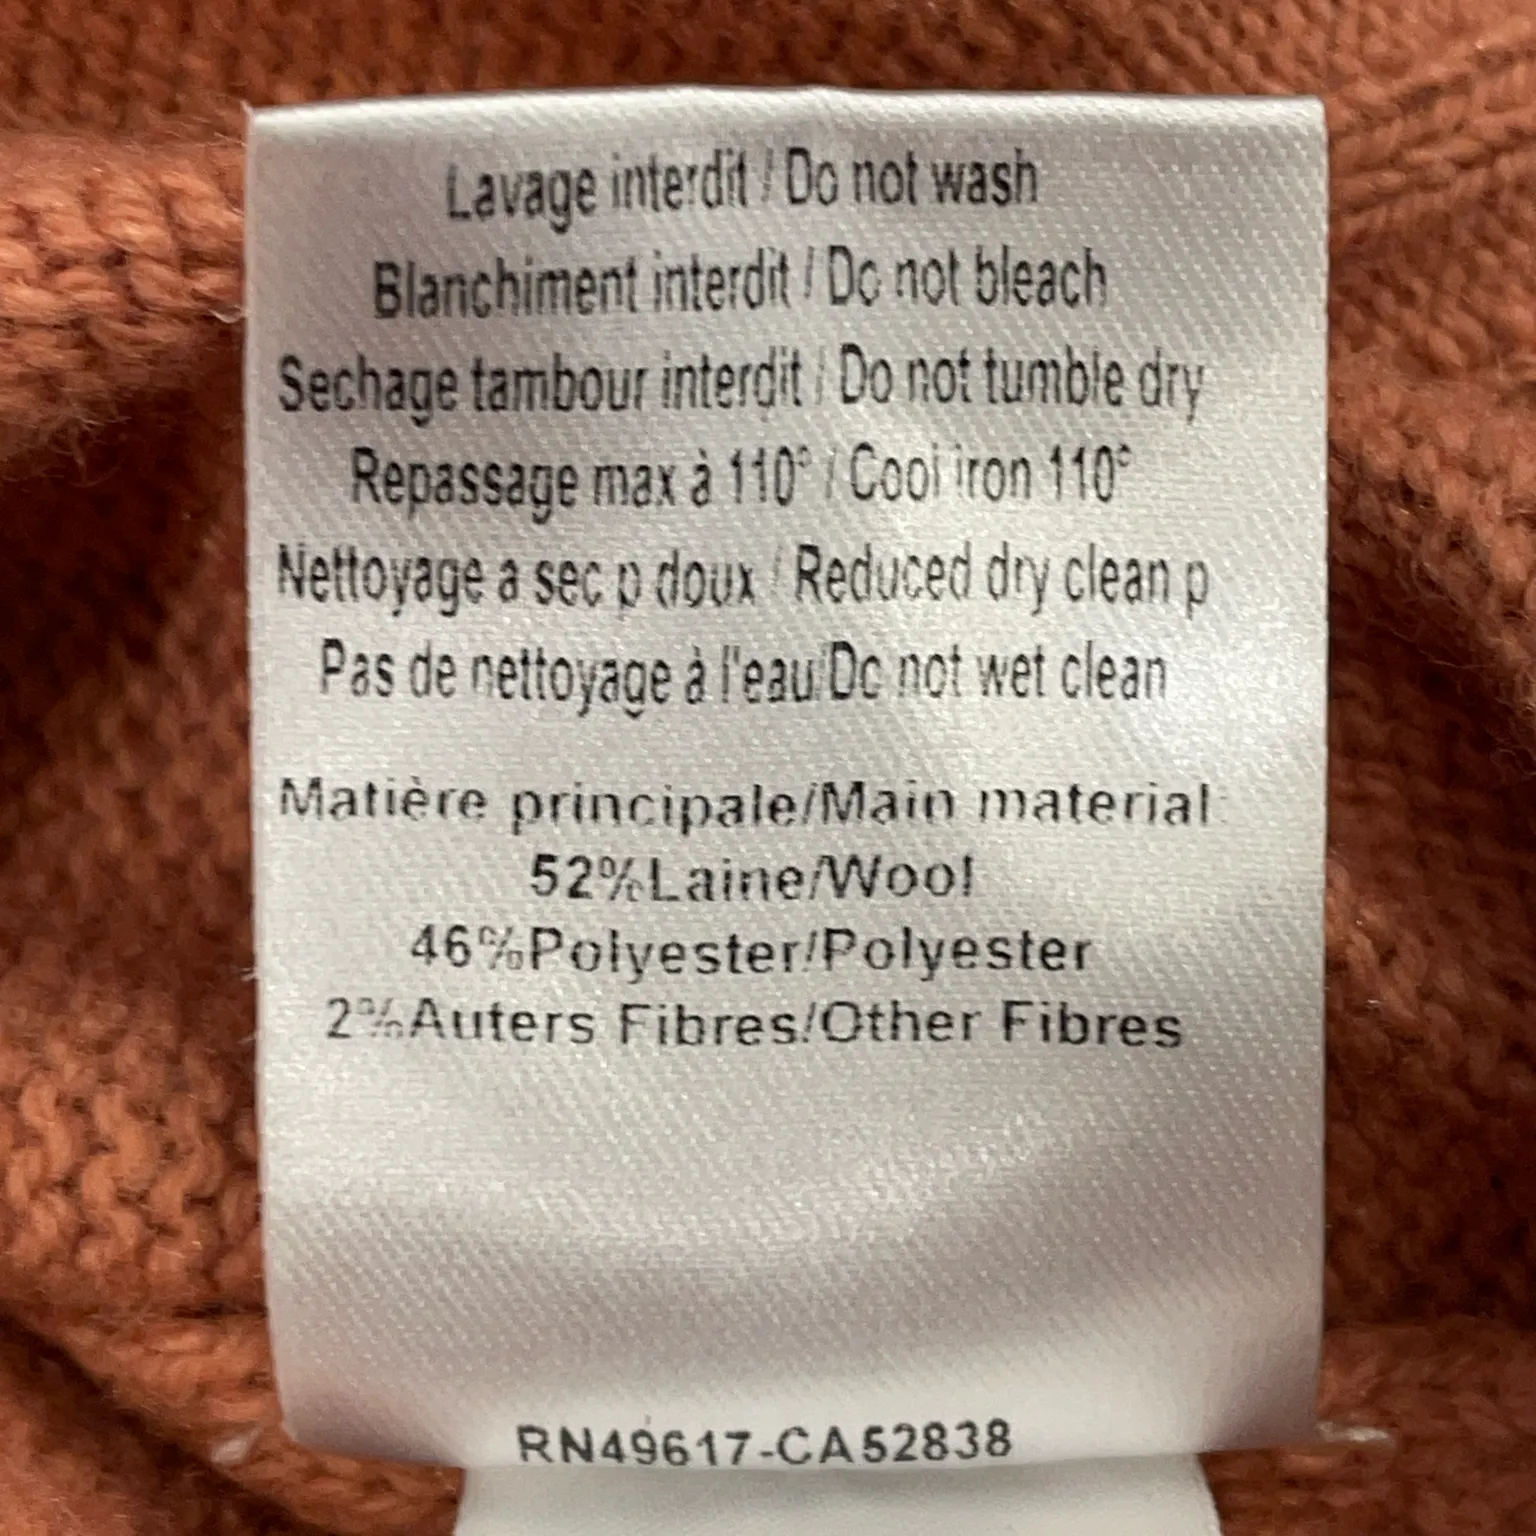 Lavage interdit / Do not wash
Blanchiment interdit / Do not bleach
Sechage tambour interdit / Do not tumble dry
Repassage max à 110° / Cool iron 110°
Nettoyage a sec p doux / Reduced dry clean p
Pas de nettoyage à l'eau/Do not wet clean
Matière principale/Main material:
52%Laine/Wool
46%Polyester/Polyester
2%Auters Fibres/Other Fibres
RN49617-CA52838